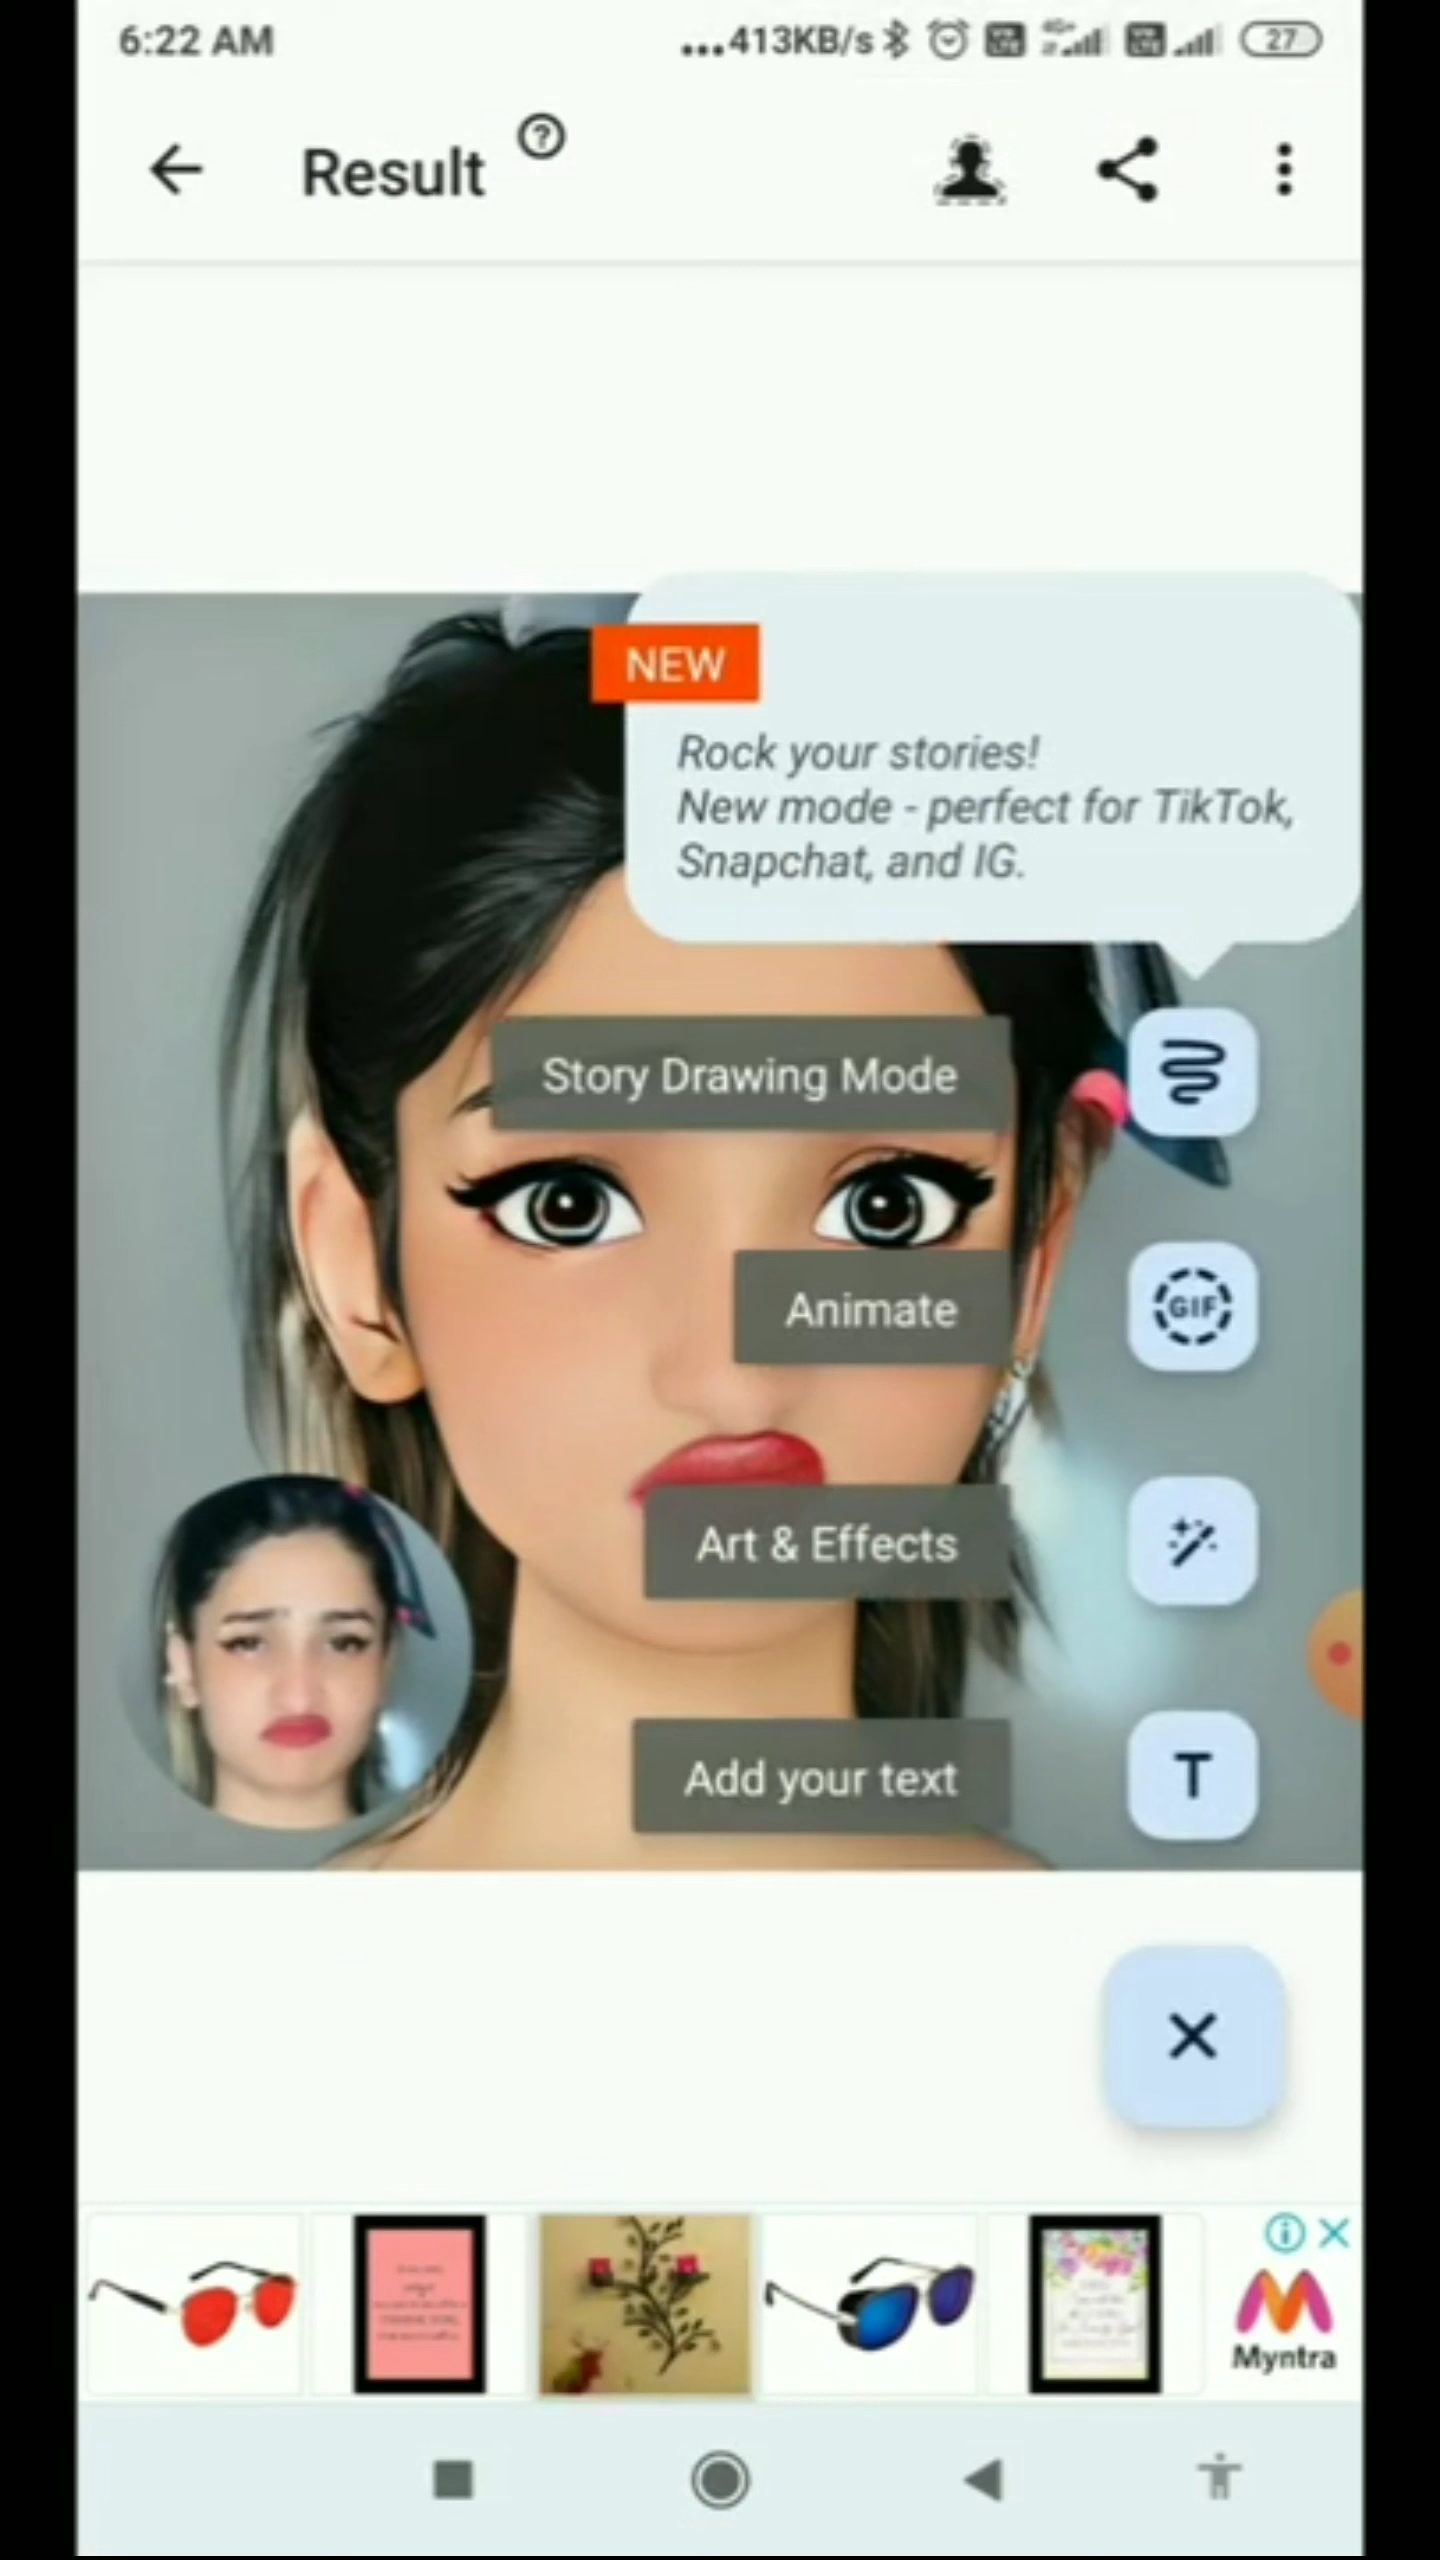 6:22 AM
...413KB/s
4G+
27
Result
?
NEW
Rock your stories!
New mode - perfect for TikTok,
Snapchat, and IG.
Story Drawing Mode
Animate
GIF
Art & Effects
Add your text
T
Myntra